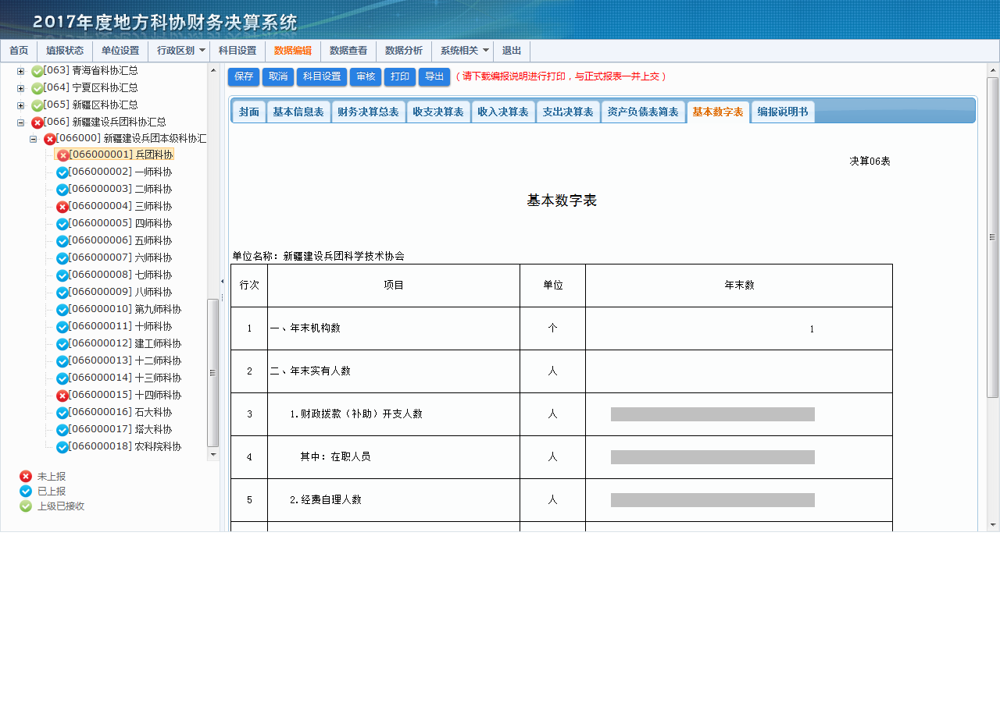 2017年度地方科协财务决算系统
首页 填报状态 单位设置 行政区划 科目设置 数据编辑 数据查看 数据分析 系统相关 退出
[063] 青海省科协汇总
[064] 宁夏区科协汇总
[065] 新疆区科协汇总
[066] 新疆建设兵团科协汇总
[066000] 新疆建设兵团本级科协汇
[066000001] 兵团科协
[066000002] 一师科协
[066000003] 二师科协
[066000004] 三师科协
[066000005] 四师科协
[066000006] 五师科协
[066000007] 六师科协
[066000008] 七师科协
[066000009] 八师科协
[066000010] 第九师科协
[066000011] 十师科协
[066000012] 建工师科协
[066000013] 十二师科协
[066000014] 十三师科协
[066000015] 十四师科协
[066000016] 石大科协
[066000017] 塔大科协
[066000018] 农科院科协
未上报
已上报
上级已接收
保存 取消 科目设置 审核 打印 导出 （请下载编报说明进行打印，与正式报表一并上交）
封面 基本信息表 财务决算总表 收支决算表 收入决算表 支出决算表 资产负债表简表 基本数字表 编报说明书
决算06表
基本数字表
单位名称：新疆建设兵团科学技术协会
行次 项目 单位 年末数
1 一、年末机构数 个 1
2 二、年末实有人数 人
3 1.财政拨款（补助）开支人数 人
4 其中：在职人员 人
5 2.经费自理人数 人